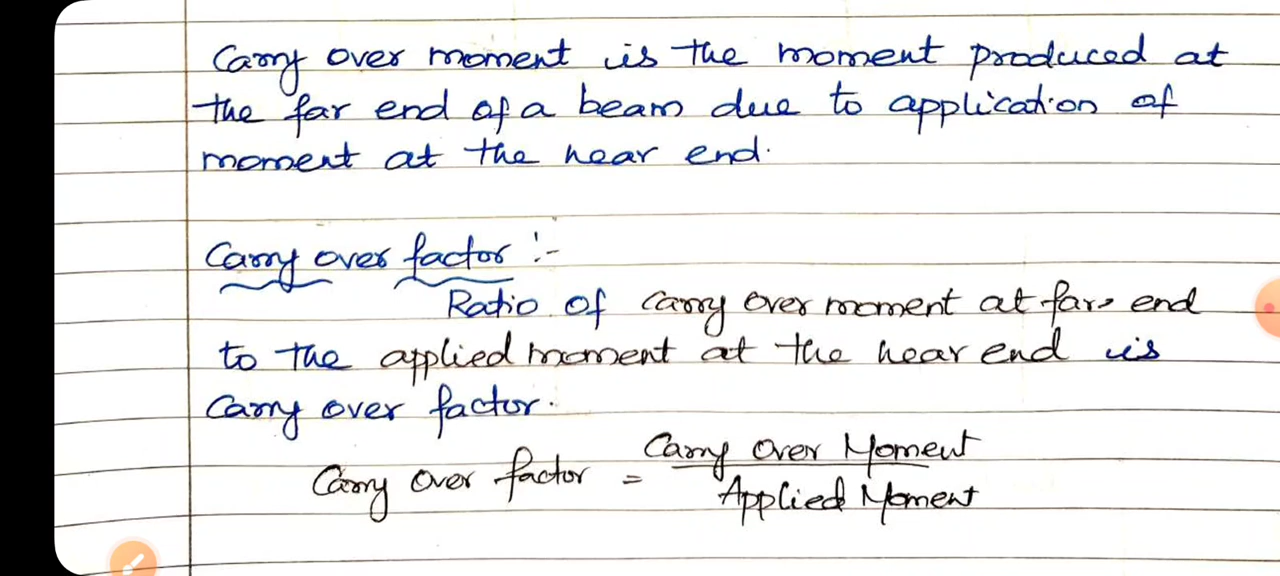 Carry over moment is the moment produced at
the far end of a beam due to application of
moment at the near end.
Carry over factor :-
Ratio of carry over moment at far end
to the applied moment at the near end is
Carry over factor.
Carry over factor = Carry Over Moment
Applied Moment